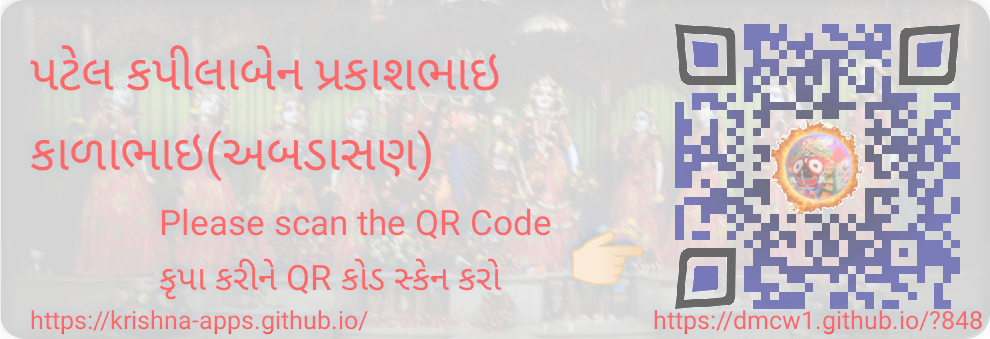 પટેલ કપીલાબેન પ્રકાશભાઇ
કાળાભાઇ(અબડાસણ)
Please scan the QR Code
કૃપા કરીને QR કોડ સ્કેન કરો
https://krishna-apps.github.io/
https://dmcw1.github.io/?848